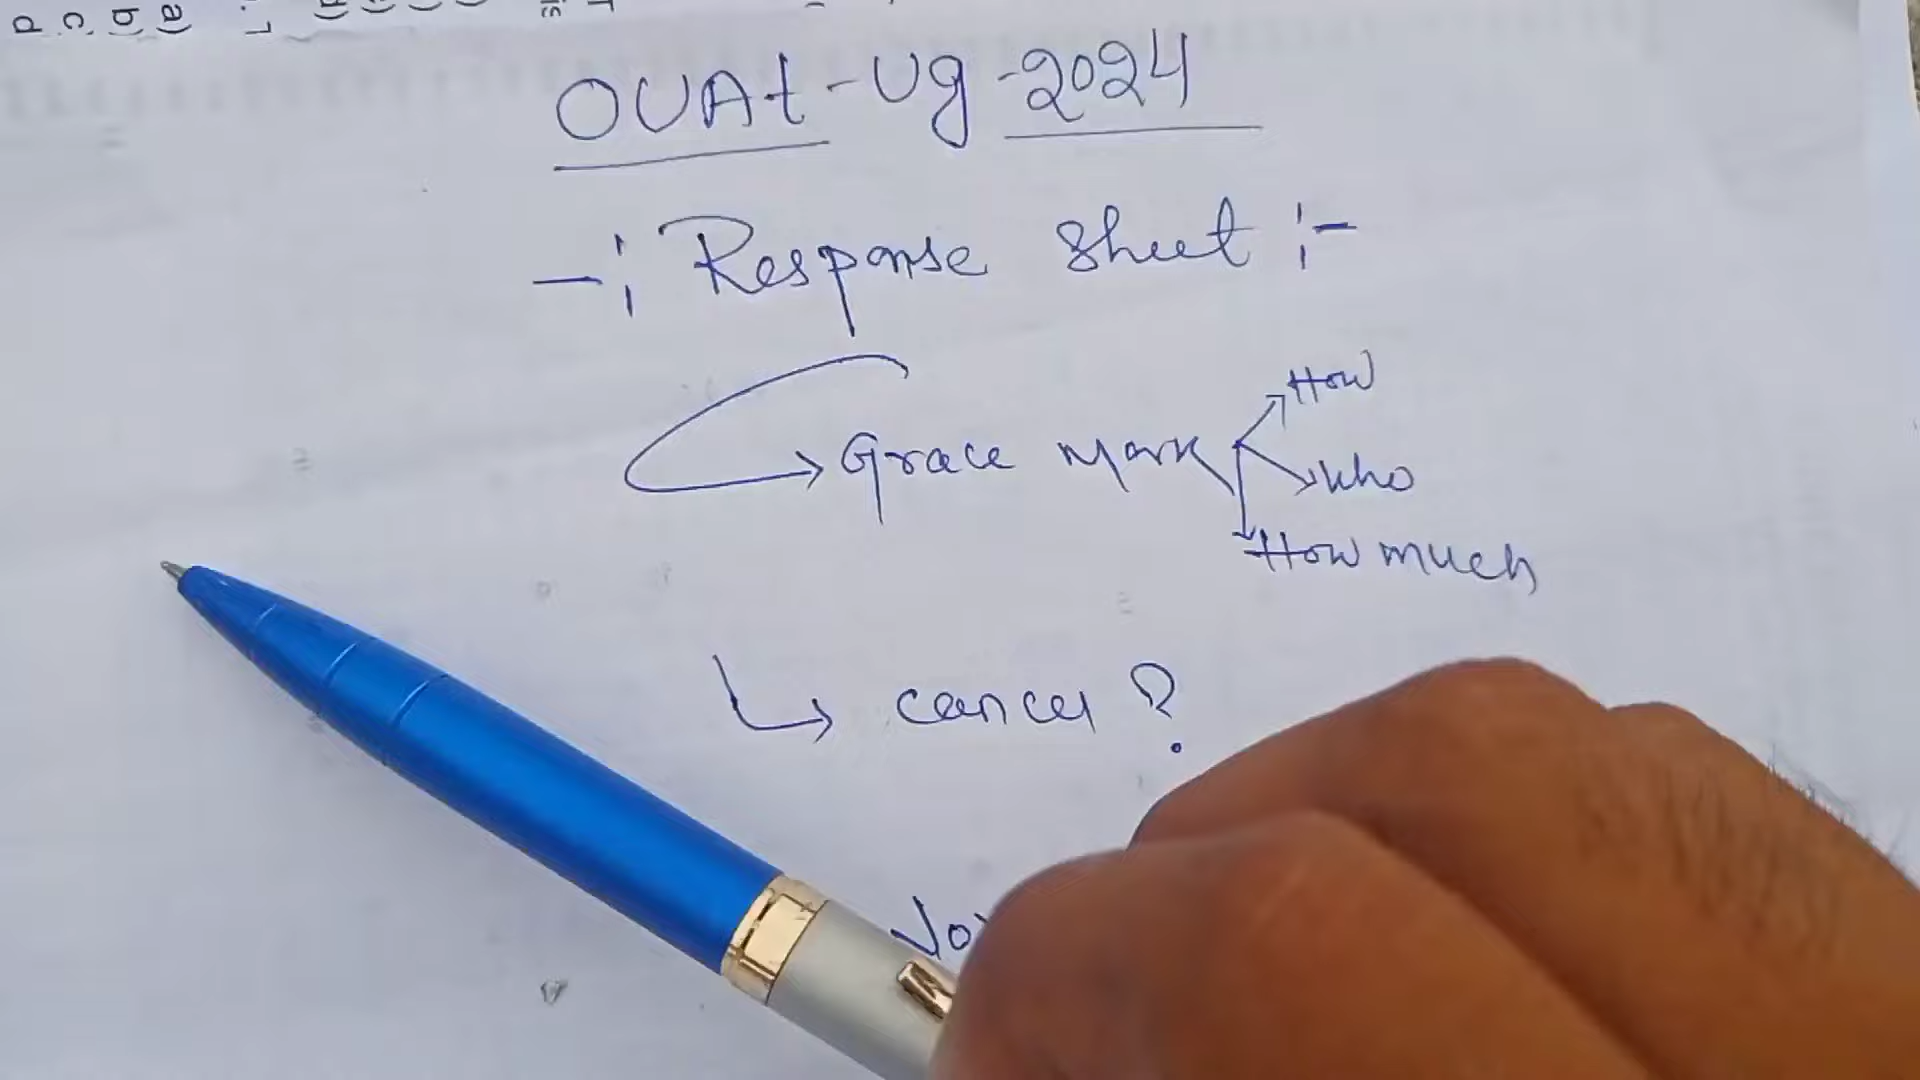 OUAt-Ug-2024
-: Response sheet :-
Grace Mark
How
who
How much
cancel ?
a)
b)
c)
d